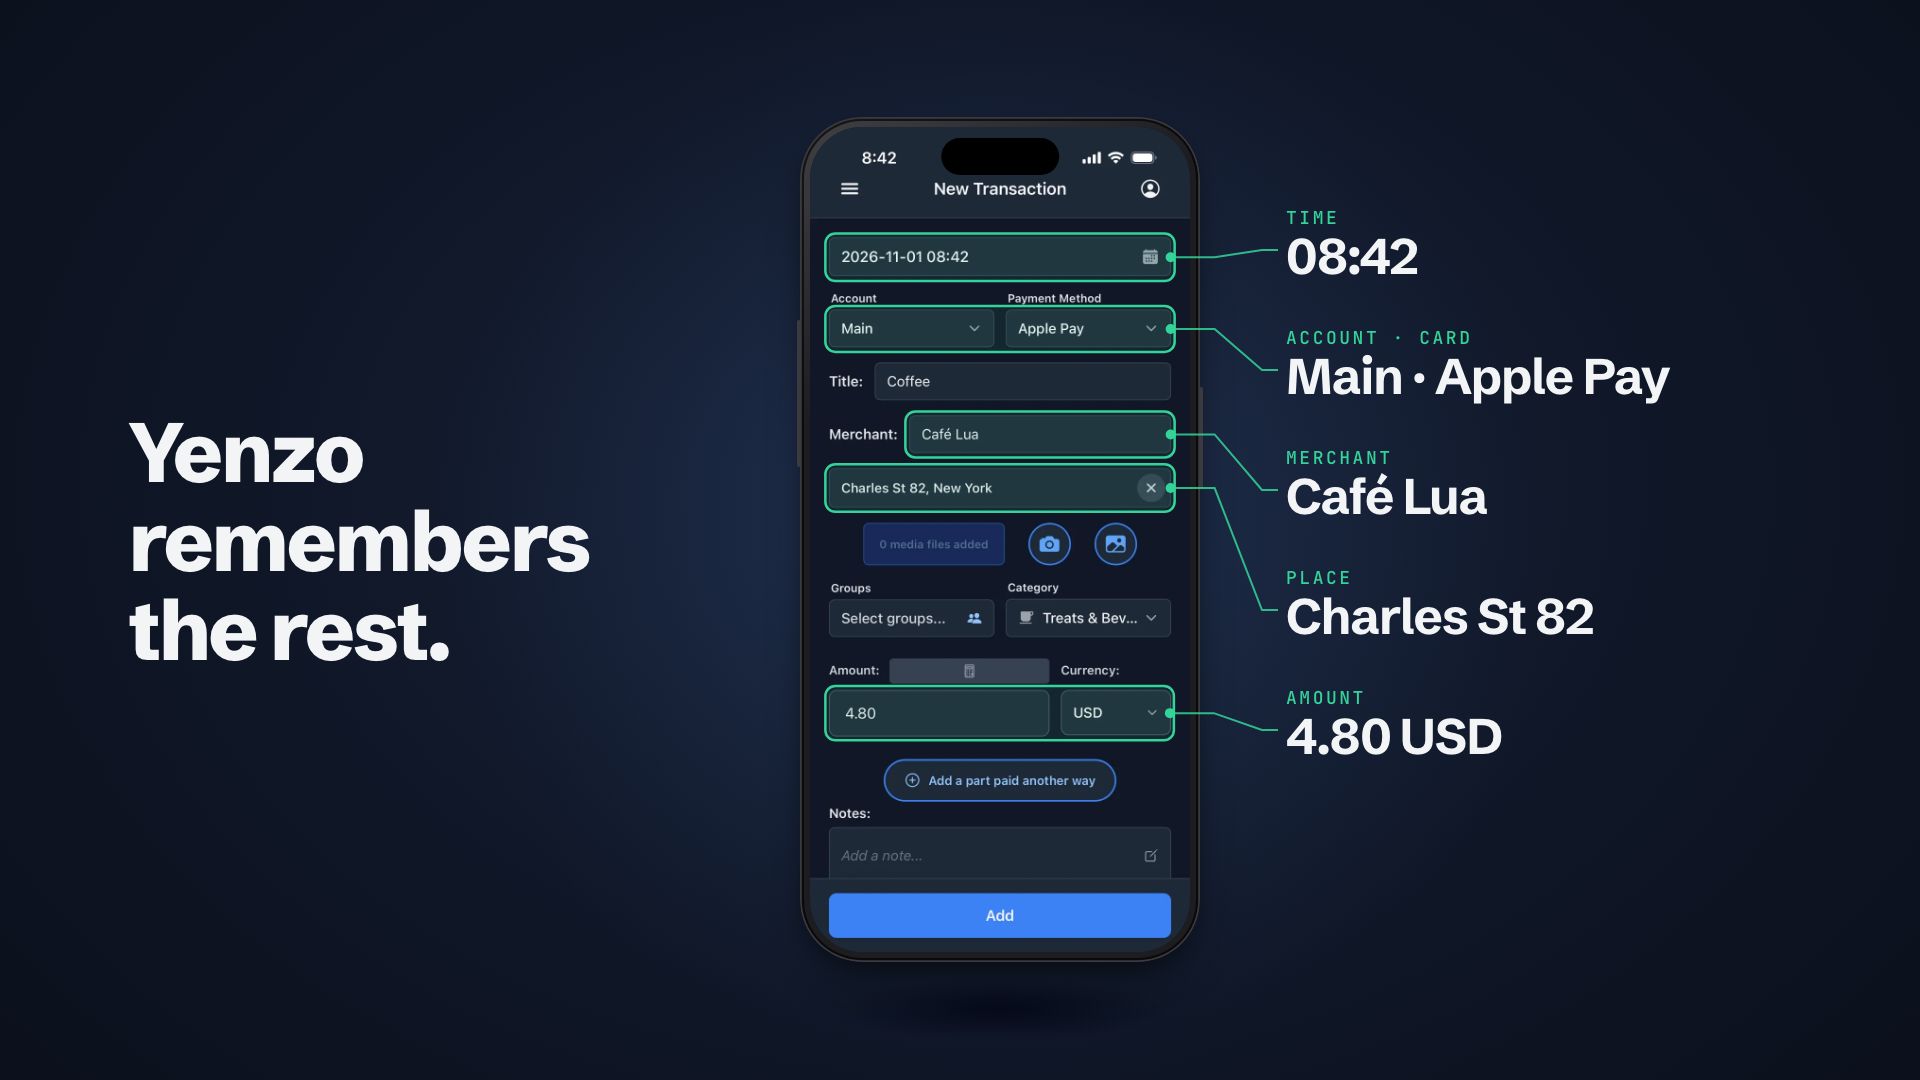 Yenzo
remembers
the rest.
8:42
New Transaction
2026-11-01 08:42
Account
Payment Method
Main
Apple Pay
Title:
Coffee
Merchant:
Café Lua
Charles St 82, New York
0 media files added
Groups
Category
Select groups...
Treats & Bev...
Amount:
Currency:
4.80
USD
Add a part paid another way
Notes:
Add a note...
Add
TIME
08:42
ACCOUNT · CARD
Main · Apple Pay
MERCHANT
Café Lua
PLACE
Charles St 82
AMOUNT
4.80 USD